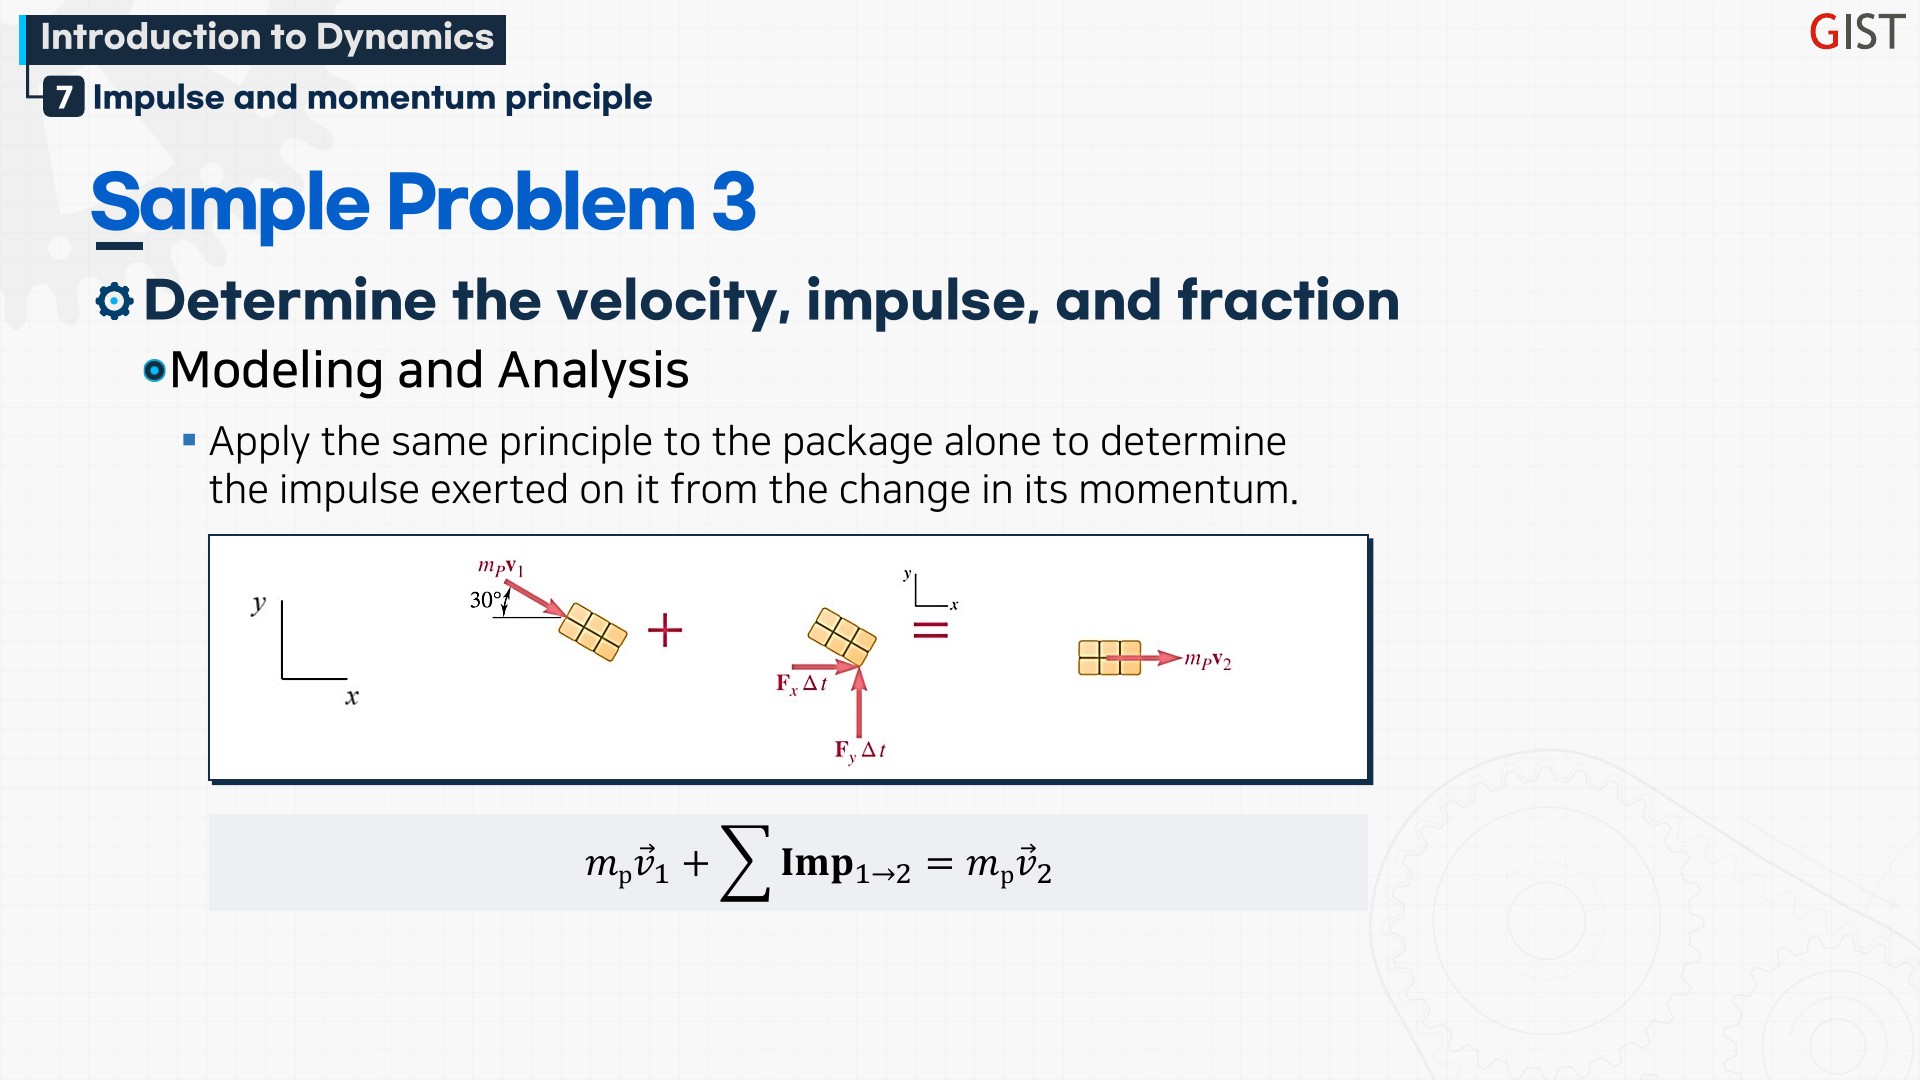 Introduction to Dynamics
GIST
7 Impulse and momentum principle
Sample Problem 3
Determine the velocity, impulse, and fraction
Modeling and Analysis
Apply the same principle to the package alone to determine
the impulse exerted on it from the change in its momentum.
y
x
m_P v_1
30°
+
F_x Δt
F_y Δt
y
x
=
m_P v_2
m_p v⃗_1 + ∑ Imp_{1→2} = m_p v⃗_2